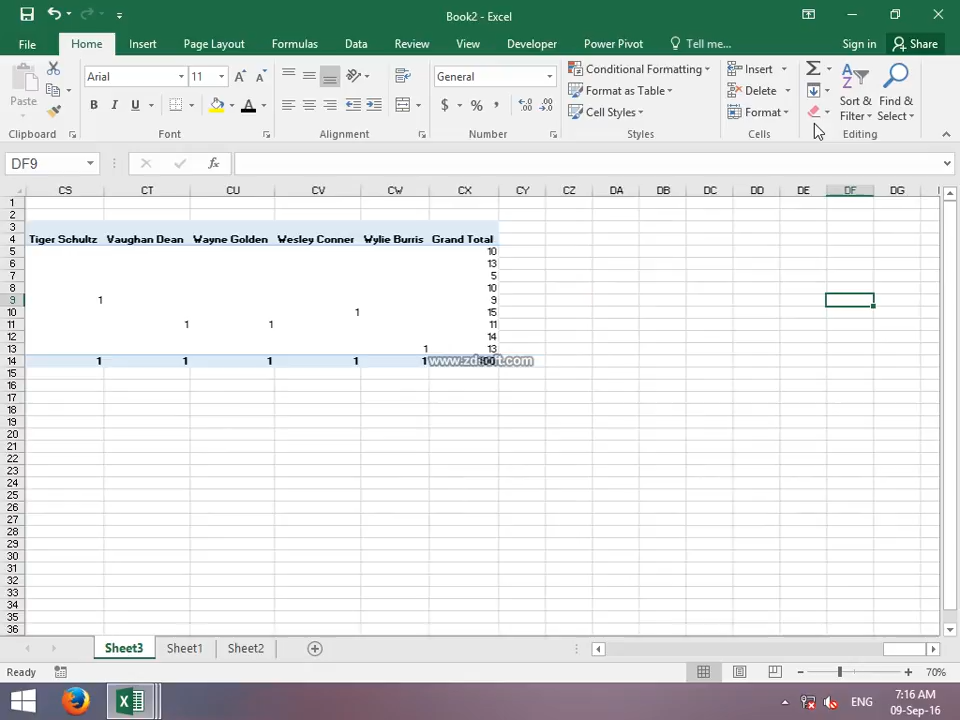 Book2 - Excel
File Home Insert Page Layout Formulas Data Review View Developer Power Pivot Tell me... Sign in Share
Paste Arial 11 General Conditional Formatting Insert
Format as Table Delete Sort & Find &
B I U A $ % Cell Styles Format Filter Select
Clipboard Font Alignment Number Styles Cells Editing
DF9 fx
CS CT CU CV CW CX CY CZ DA DB DC DD DE DF DG
1
2
3
4 Tiger Schultz Vaughan Dean Wayne Golden Wesley Conner Wylie Burris Grand Total
5 10
6 13
7 5
8 10
9 1 9
10 1 15
11 1 1 11
12 14
13 1 13
14 1 1 1 1 1 www.zdsoft.com
15
16
17
18
19
20
21
22
23
24
25
26
27
28
29
30
31
32
33
34
35
36
Sheet3 Sheet1 Sheet2
Ready 70%
ENG 7:16 AM
09-Sep-16